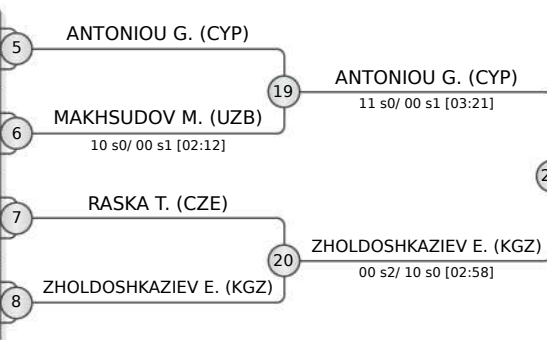 5
ANTONIOU G. (CYP)
19
ANTONIOU G. (CYP)
11 s0/ 00 s1 [03:21]
6
MAKHSUDOV M. (UZB)
10 s0/ 00 s1 [02:12]
7
RASKA T. (CZE)
20
ZHOLDOSHKAZIEV E. (KGZ)
00 s2/ 10 s0 [02:58]
8
ZHOLDOSHKAZIEV E. (KGZ)